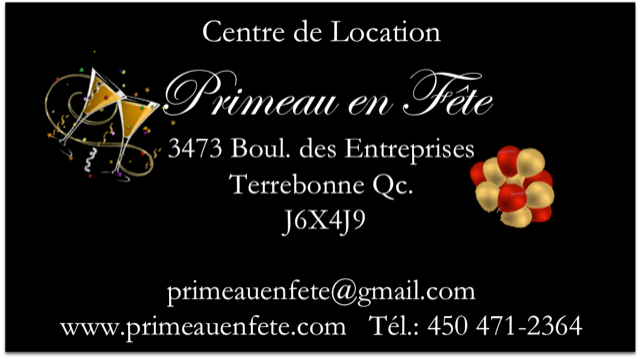 Centre de Location
Primeau en Fête
3473 Boul. des Entreprises
Terrebonne Qc.
J6X4J9
primeauenfete@gmail.com
www.primeauenfete.com Tél.: 450 471-2364